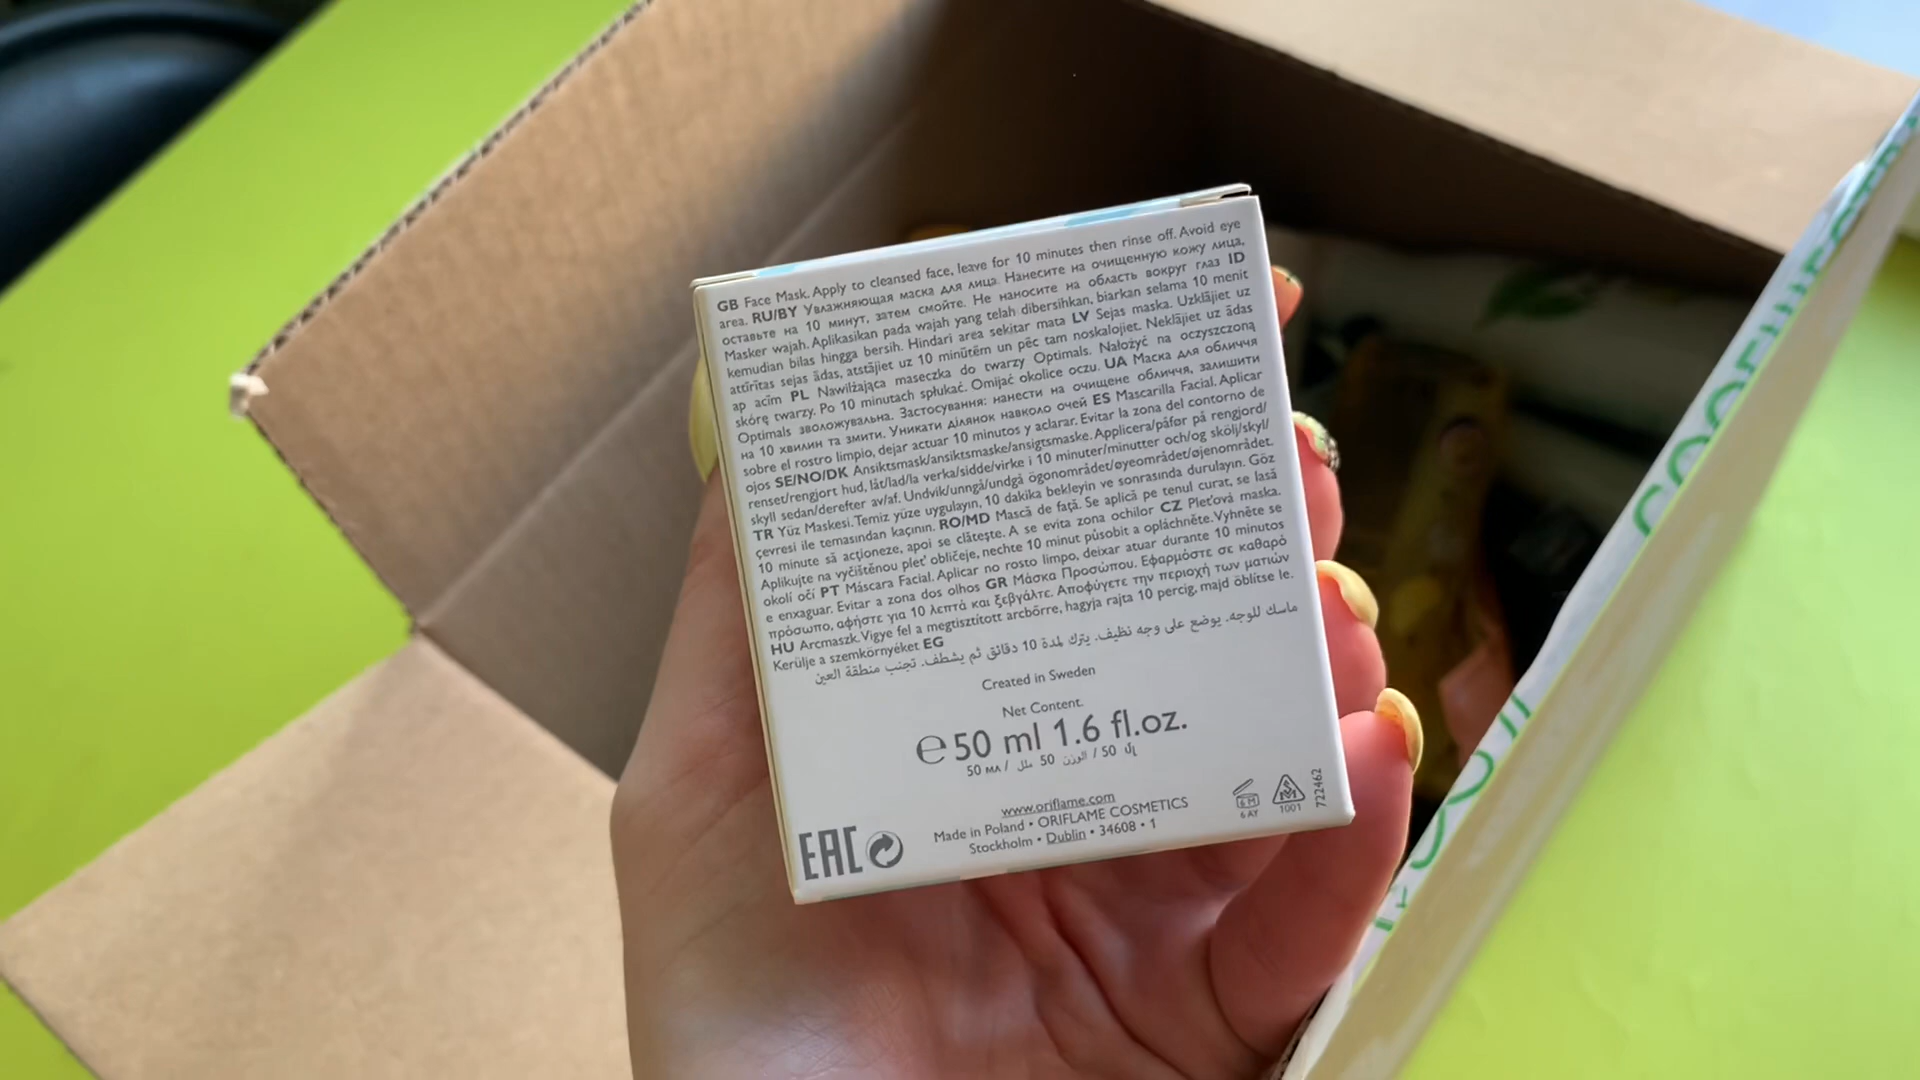 GB Face Mask. Apply to cleansed face, leave for 10 minutes then rinse off. Avoid eye
area. RU/BY Увлажняющая маска для лица. Нанесите на очищенную кожу лица,
оставьте на 10 минут, затем смойте. Не наносите на область вокруг глаз ID
Masker wajah. Aplikasikan pada wajah yang telah dibersihkan, biarkan selama 10 menit
kemudian bilas hingga bersih. Hindari area sekitar mata LV Sejas maska. Uzklājiet uz
attīrītas sejas ādas, atstājiet uz 10 minūtēm un pēc tam noskalojiet. Neklājiet uz ādas
ap acīm PL Nawilżająca maseczka do twarzy Optimals. Nałożyć na oczyszczoną
skórę twarzy. Po 10 minutach spłukać. Omijać okolice oczu. UA Маска для обличчя
Optimals зволожувальна. Застосування: нанести на очищене обличчя, залишити
на 10 хвилин та змити. Уникати ділянок навколо очей ES Mascarilla Facial. Aplicar
sobre el rostro limpio, dejar actuar 10 minutos y aclarar. Evitar la zona del contorno de
ojos SE/NO/DK Ansiktsmask/ansiktsmaske/ansigtsmaske. Applicera/påfør på rengjord/
renset/rengjort hud, låt/lad/la verka/sidde/virke i 10 minuter/minutter och/og skölj/skyl/
skyll sedan/derefter av/af. Undvik/unngå/undgå ögonområdet/øyeområdet/øjenområdet.
TR Yüz Maskesi. Temiz yüze uygulayın, 10 dakika bekleyin ve sonrasında durulayın. Göz
çevresi ile temasından kaçının. RO/MD Mască de faţă. Se aplică pe tenul curat, se lasă
10 minute să acţioneze, apoi se clăteşte. A se evita zona ochilor CZ Pleťová maska.
Aplikujte na vyčištěnou pleť obličeje, nechte 10 minut působit a opláchněte. Vyhněte se
okolí očí PT Máscara Facial. Aplicar no rosto limpo, deixar atuar durante 10 minutos
e enxaguar. Evitar a zona dos olhos GR Μάσκα Προσώπου. Εφαρμόστε σε καθαρό
πρόσωπο, αφήστε για 10 λεπτά και ξεβγάλτε. Αποφύγετε την περιοχή των ματιών
HU Arcmaszk. Vigye fel a megtisztított arcbőrre, hagyja rajta 10 percig, majd öblítse le.
Kerülje a szemkörnyéket EG
ماسك للوجه. يوضع على وجه نظيف. يترك لمدة 10 دقائق ثم يشطف. تجنب منطقة العين
Created in Sweden
Net Content.
℮50 ml 1.6 fl.oz.
50 мл / الوزن 50 ملل / 50
www.oriflame.com
Made in Poland • ORIFLAME COSMETICS
Stockholm • Dublin • 34608 • 1
EAC
6 M
6 AY
1001
722462